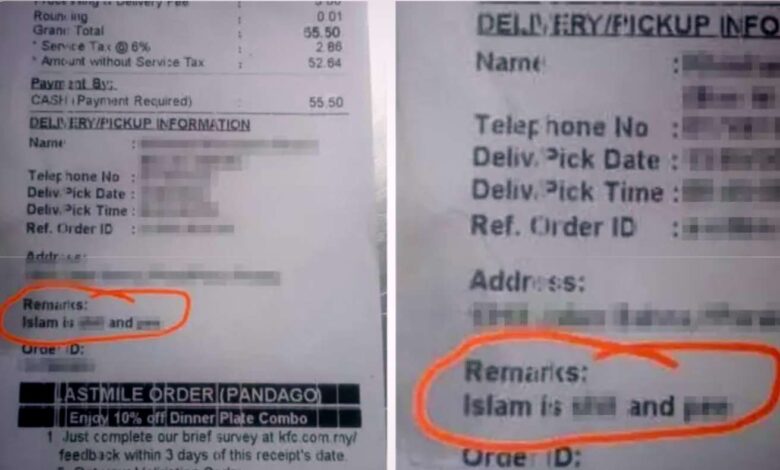 Delivery Fee
Rounding : 0.01
Grand Total : 55.50
* Service Tax @ 6% : 2.86
* Amount without Service Tax : 52.64
Payment By:
CASH (Payment Required) : 55.50
DELIVERY/PICKUP INFORMATION
Name :
Telephone No :
Deliv/Pick Date :
Deliv/Pick Time :
Ref. Order ID :
Address:
Remarks:
Islam is and
Order ID:
LASTMILE ORDER (PANDAGO)
Enjoy 10% off Dinner Plate Combo
1 Just complete our brief survey at kfc.com.my/
feedback within 3 days of this receipt's date.
DELIVERY/PICKUP INFO
Name :
Telephone No :
Deliv/Pick Date :
Deliv/Pick Time :
Ref. Order ID :
Address:
Remarks:
Islam is and
Order ID: